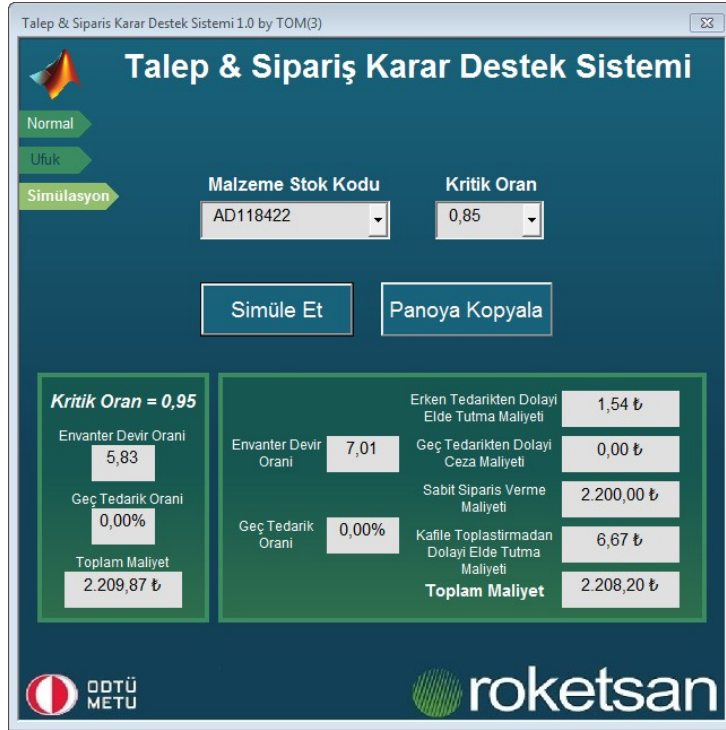 Talep & Siparis Karar Destek Sistemi 1.0 by TOM(3)
Talep & Sipariş Karar Destek Sistemi
Normal
Ufuk
Simülasyon
Malzeme Stok Kodu
AD118422
Kritik Oran
0,85
Simüle Et
Panoya Kopyala
Kritik Oran = 0,95
Envanter Devir Orani
5,83
Geç Tedarik Orani
0,00%
Toplam Maliyet
2.209,87 ₺
Envanter Devir
Orani
7,01
Geç Tedarik
Orani
0,00%
Erken Tedarikten Dolayi
Elde Tutma Maliyeti
1,54 ₺
Geç Tedarikten Dolayi
Ceza Maliyeti
0,00 ₺
Sabit Siparis Verme
Maliyeti
2.200,00 ₺
Kafile Toplastirmadan
Dolayi Elde Tutma
Maliyeti
6,67 ₺
Toplam Maliyet
2.208,20 ₺
ODTÜ
METU
roketsan